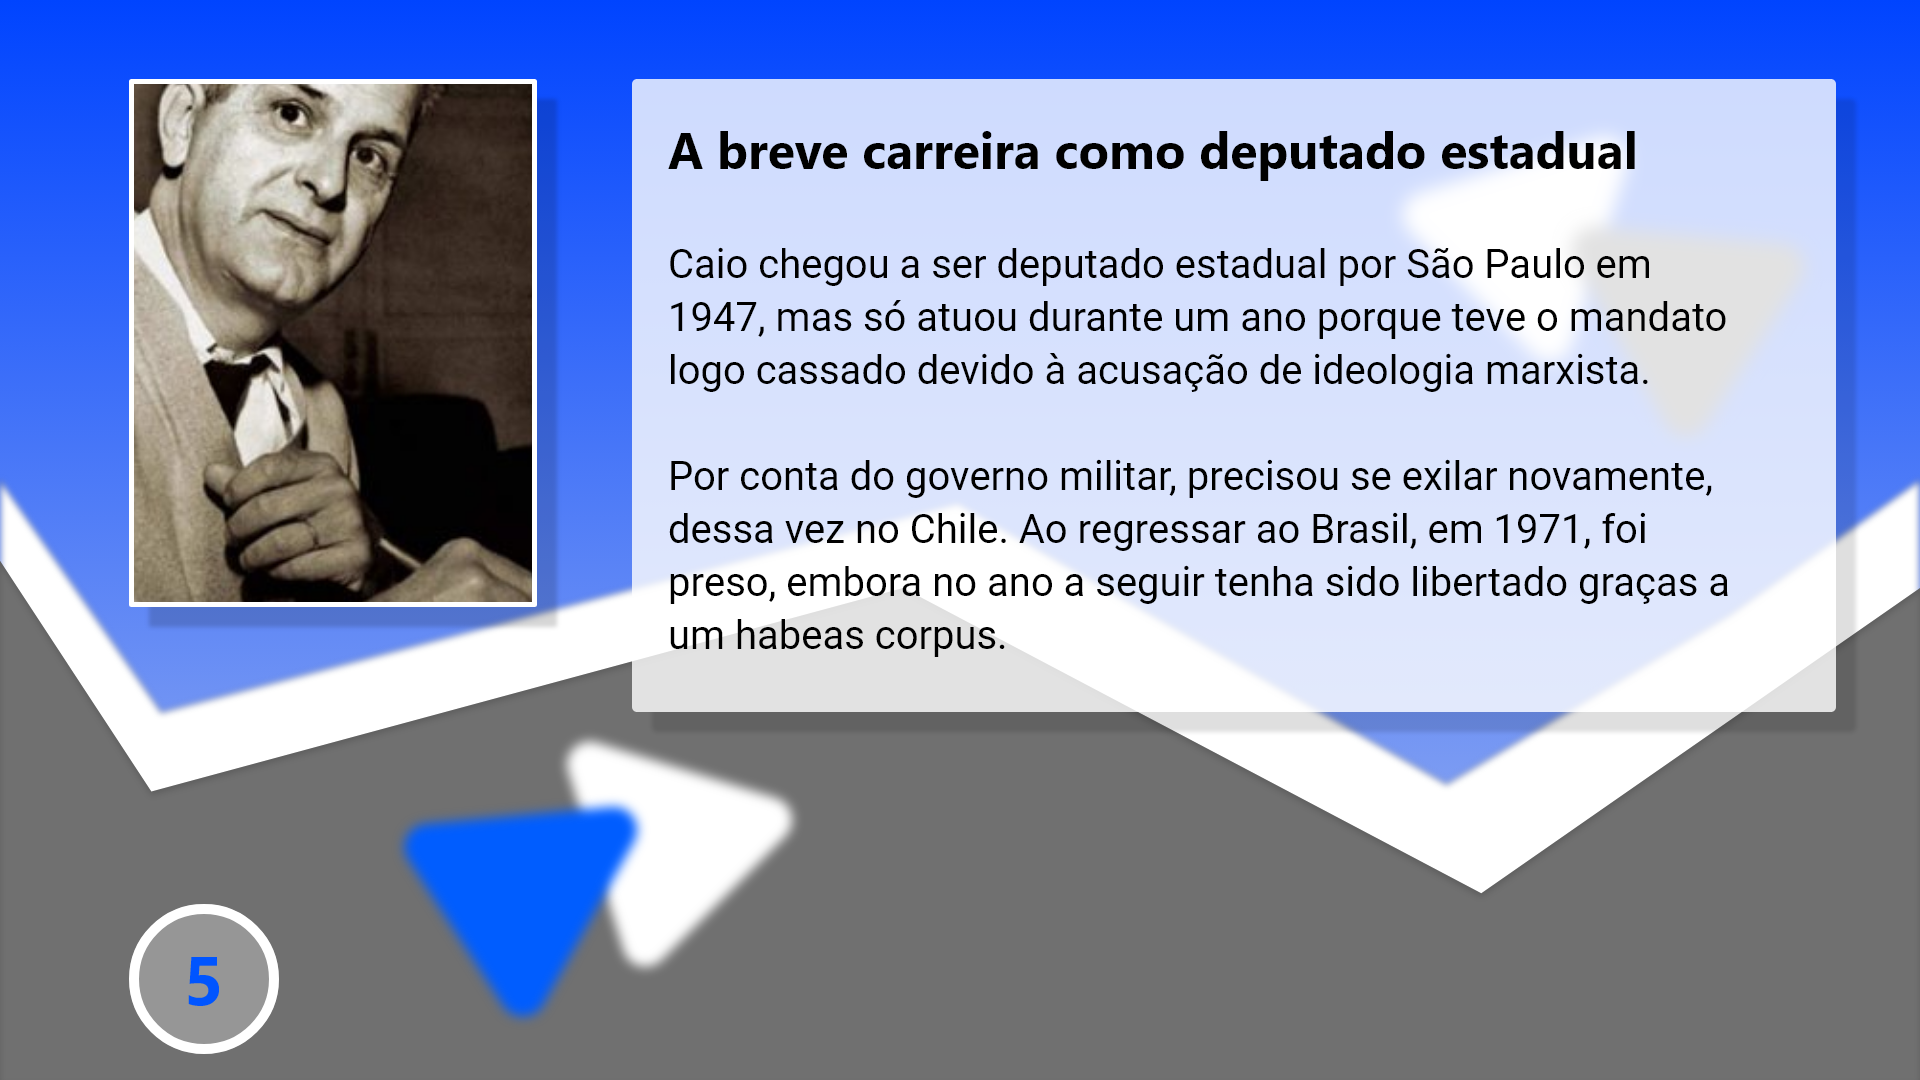 A breve carreira como deputado estadual
Caio chegou a ser deputado estadual por São Paulo em
1947, mas só atuou durante um ano porque teve o mandato
logo cassado devido à acusação de ideologia marxista.
Por conta do governo militar, precisou se exilar novamente,
dessa vez no Chile. Ao regressar ao Brasil, em 1971, foi
preso, embora no ano a seguir tenha sido libertado graças a
um habeas corpus.
5